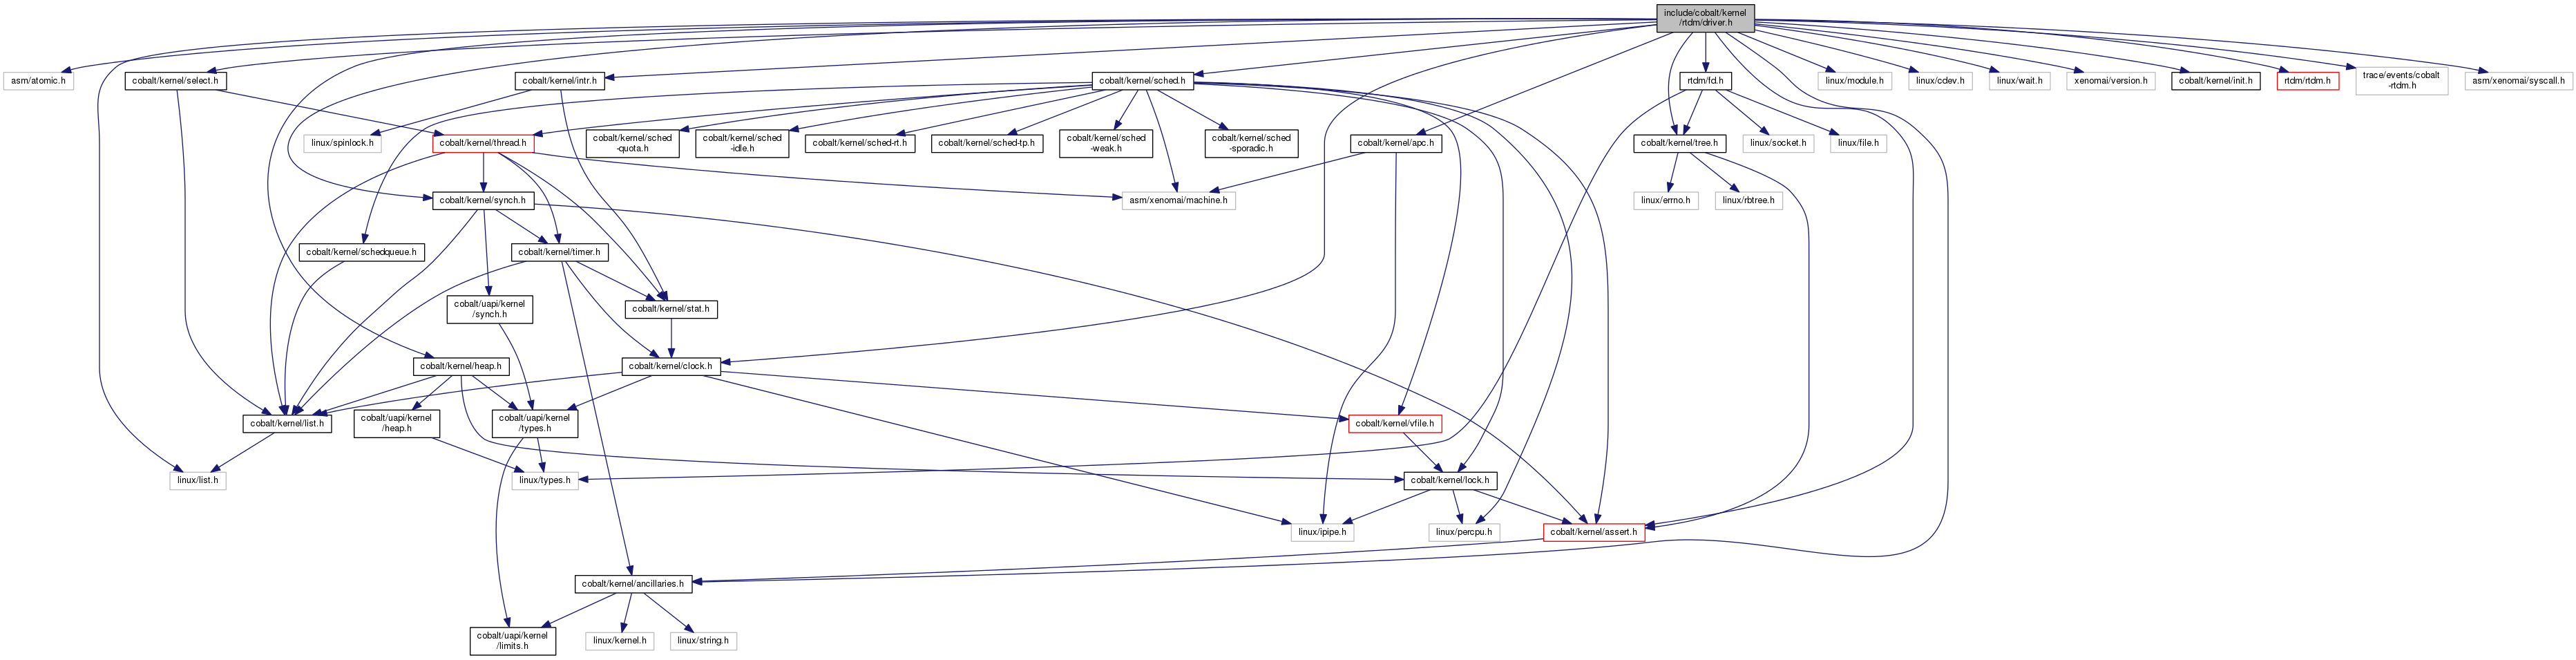 include/cobalt/kernel
/rtdm/driver.h
asm/atomic.h
cobalt/kernel/select.h
cobalt/kernel/intr.h
cobalt/kernel/sched.h
rtdm/fd.h
linux/module.h
linux/cdev.h
linux/wait.h
xenomai/version.h
cobalt/kernel/init.h
rtdm/rtdm.h
trace/events/cobalt
-rtdm.h
asm/xenomai/syscall.h
linux/spinlock.h
cobalt/kernel/thread.h
cobalt/kernel/sched
-quota.h
cobalt/kernel/sched
-idle.h
cobalt/kernel/sched-rt.h
cobalt/kernel/sched-tp.h
cobalt/kernel/sched
-weak.h
cobalt/kernel/sched
-sporadic.h
cobalt/kernel/apc.h
cobalt/kernel/tree.h
linux/socket.h
linux/file.h
cobalt/kernel/synch.h
asm/xenomai/machine.h
linux/errno.h
linux/rbtree.h
cobalt/kernel/schedqueue.h
cobalt/kernel/timer.h
cobalt/uapi/kernel
/synch.h
cobalt/kernel/stat.h
cobalt/kernel/heap.h
cobalt/kernel/clock.h
cobalt/kernel/list.h
cobalt/uapi/kernel
/heap.h
cobalt/uapi/kernel
/types.h
cobalt/kernel/vfile.h
linux/list.h
linux/types.h
cobalt/kernel/lock.h
linux/ipipe.h
linux/percpu.h
cobalt/kernel/assert.h
cobalt/kernel/ancillaries.h
cobalt/uapi/kernel
/limits.h
linux/kernel.h
linux/string.h